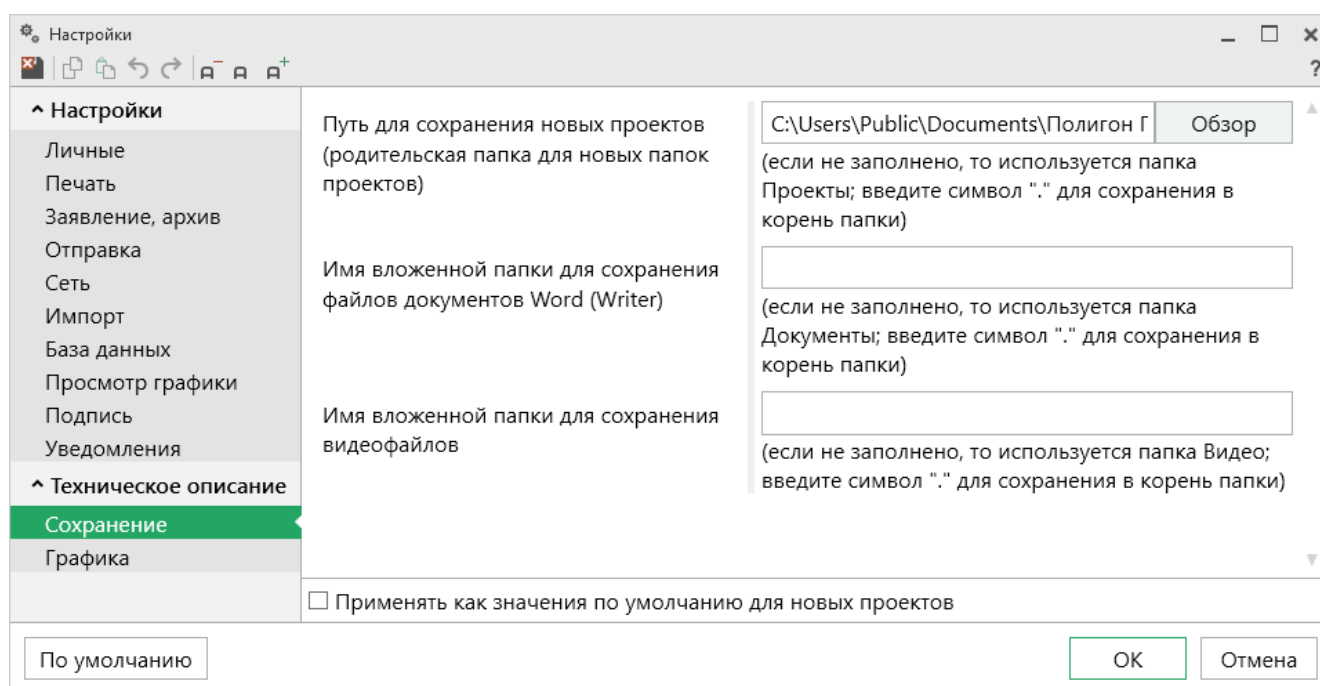 Настройки
А А А
?
Настройки
Личные
Печать
Заявление, архив
Отправка
Сеть
Импорт
База данных
Просмотр графики
Подпись
Уведомления
Техническое описание
Сохранение
Графика
Путь для сохранения новых проектов
(родительская папка для новых папок
проектов)
C:\Users\Public\Documents\Полигон П
Обзор
(если не заполнено, то используется папка
Проекты; введите символ "." для сохранения в
корень папки)
Имя вложенной папки для сохранения
файлов документов Word (Writer)
(если не заполнено, то используется папка
Документы; введите символ "." для сохранения в
корень папки)
Имя вложенной папки для сохранения
видеофайлов
(если не заполнено, то используется папка Видео;
введите символ "." для сохранения в корень папки)
Применять как значения по умолчанию для новых проектов
По умолчанию
ОК
Отмена